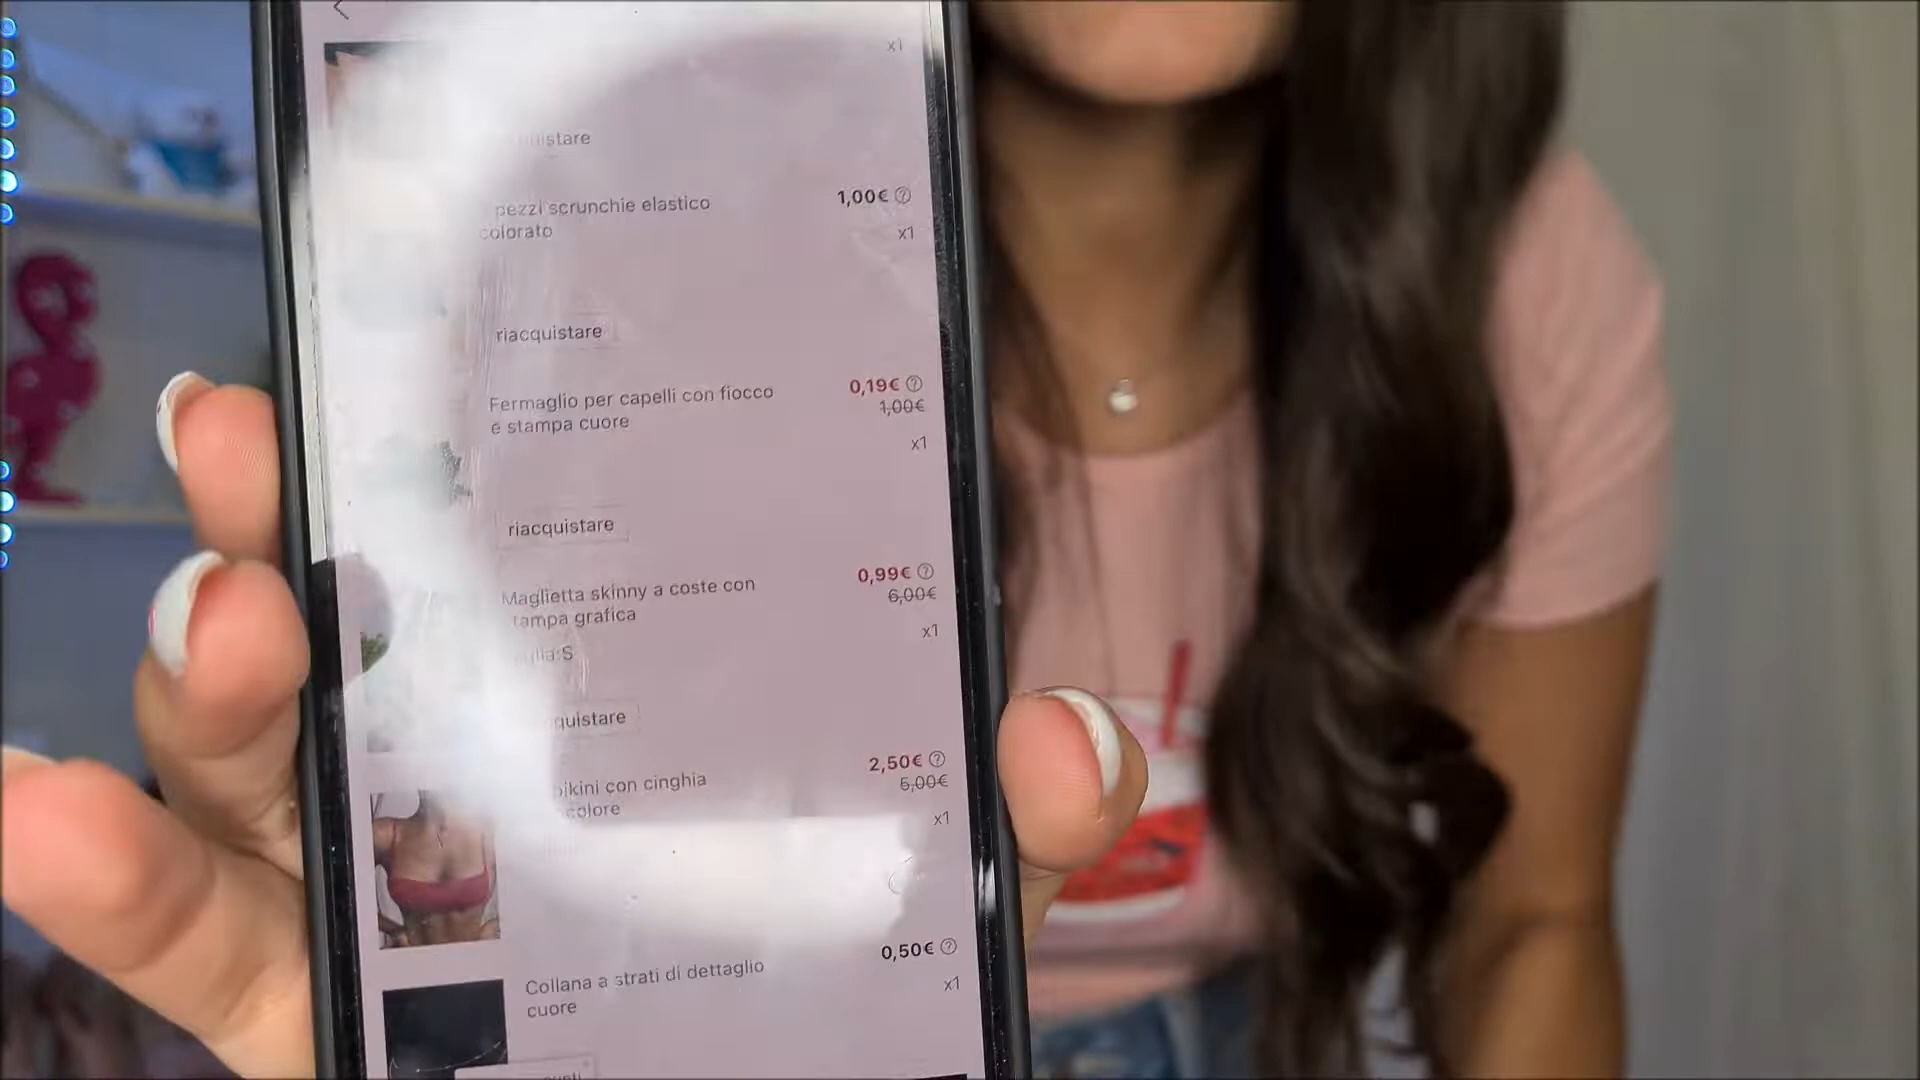 x1
pezzi scrunchie elastico
colorato
1,00€
x1
riacquistare
Fermaglio per capelli con fiocco
e stampa cuore
0,19€
1,00€
x1
riacquistare
Maglietta skinny a coste con
tampa grafica
0,99€
6,00€
x1
S
quistare
bikini con cinghia
colore
2,50€
5,00€
x1
Collana a strati di dettaglio
cuore
0,50€
x1